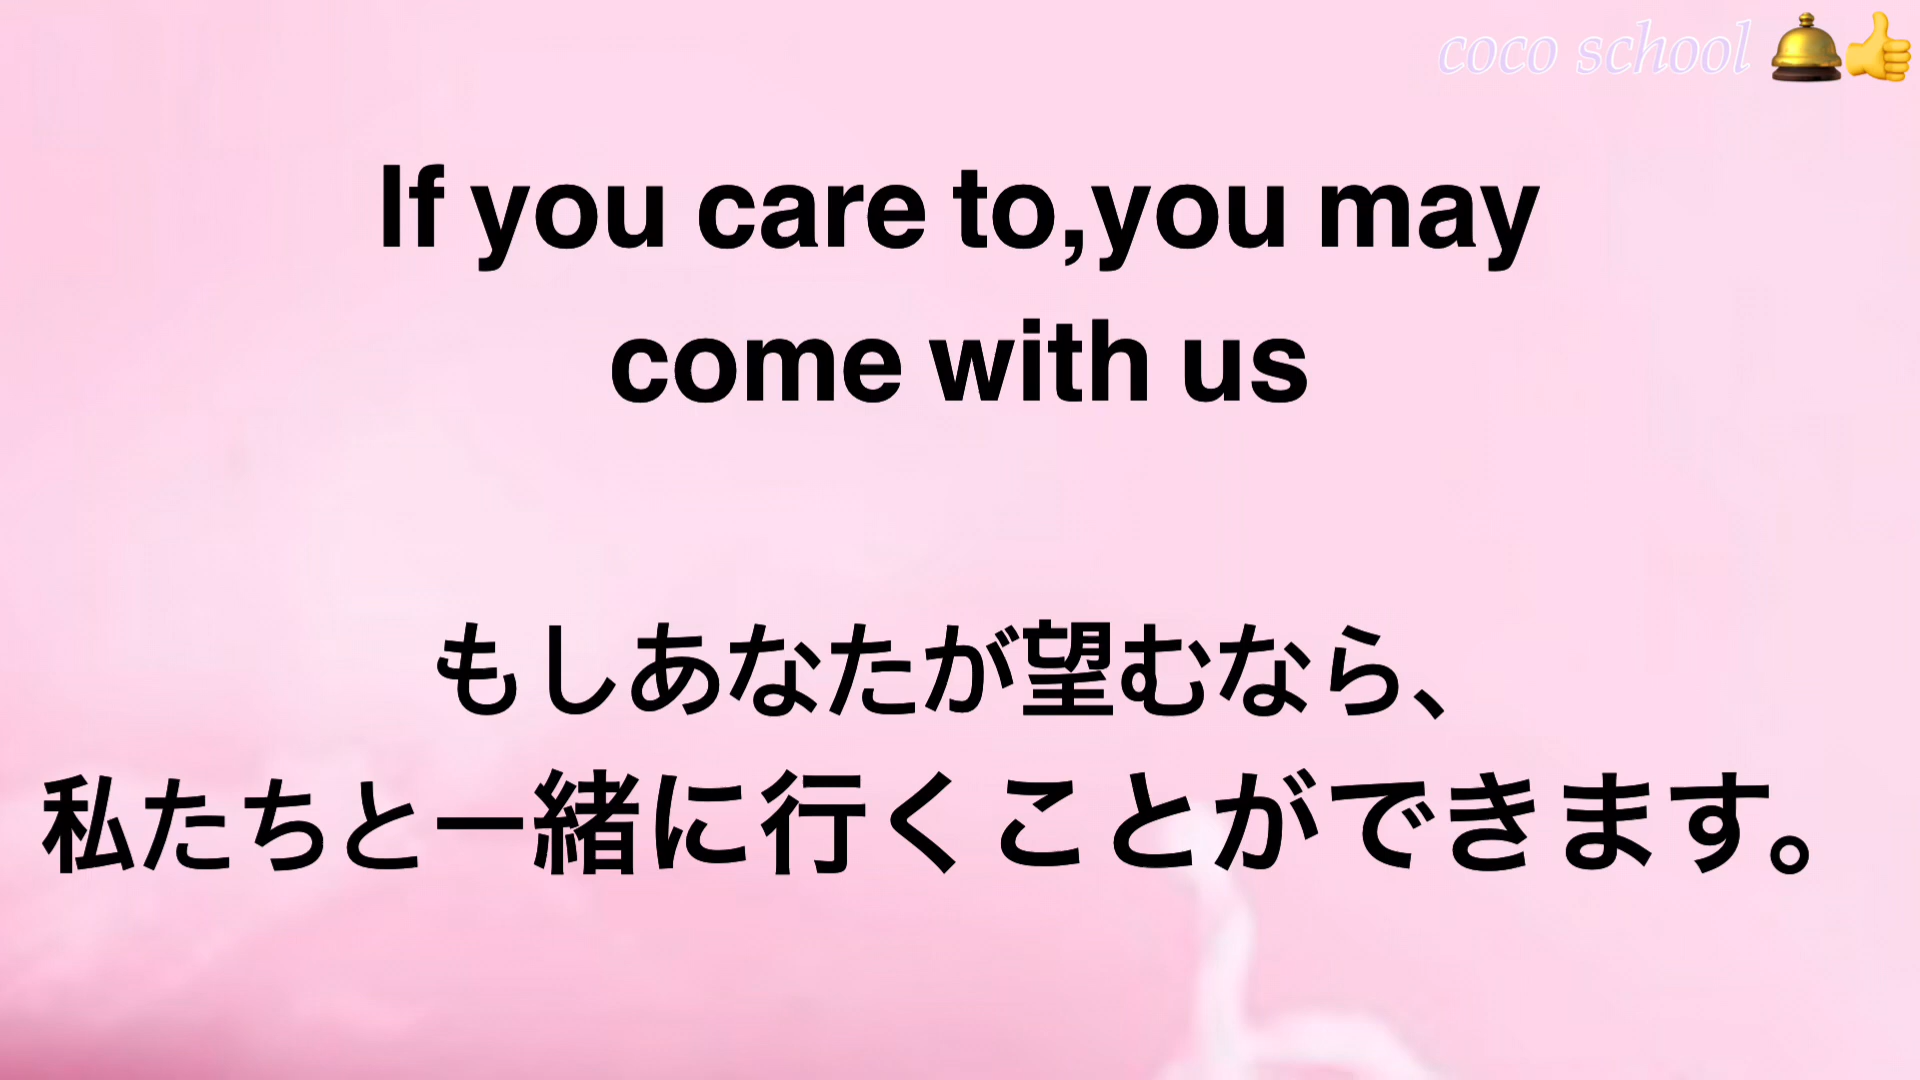 coco school 🛎️👍
If you care to,you may
come with us
もしあなたが望むなら、
私たちと一緒に行くことができます。